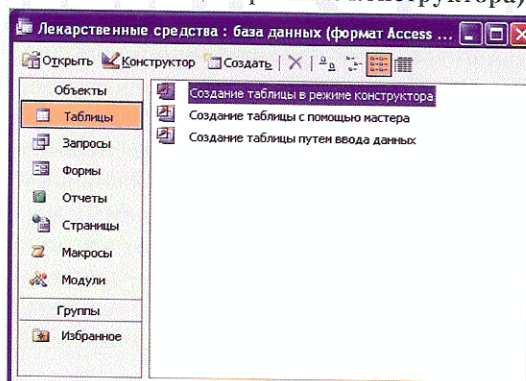 Конструктора)
Лекарственные средства : база данных (формат Access ...
Открыть Конструктор Создать
Объекты
Таблицы
Запросы
Формы
Отчеты
Страницы
Макросы
Модули
Группы
Избранное
Создание таблицы в режиме конструктора
Создание таблицы с помощью мастера
Создание таблицы путем ввода данных